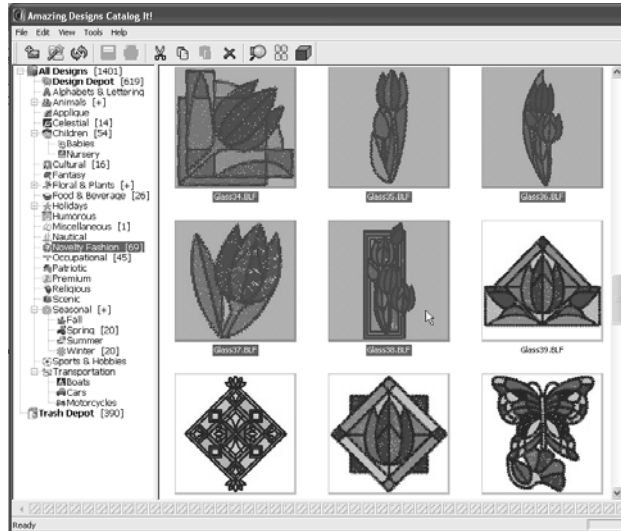 Amazing Designs Catalog It!
File Edit View Tools Help
All Designs [1401]
Design Depot [619]
Alphabets & Lettering
Animals [+]
Applique
Celestial [14]
Children [54]
Babies
Nursery
Cultural [16]
Fantasy
Floral & Plants [+]
Food & Beverage [26]
Holidays
Humorous
Miscellaneous [1]
Nautical
Novelty Fashion [69]
Occupational [45]
Patriotic
Premium
Religious
Scenic
Seasonal [+]
Fall
Spring [20]
Summer
Winter [20]
Sports & Hobbies
Transportation
Boats
Cars
Motorcycles
Trash Depot [390]
Glass34.BLF Glass35.BLF Glass36.BLF
Glass37.BLF Glass38.BLF Glass39.BLF
Ready